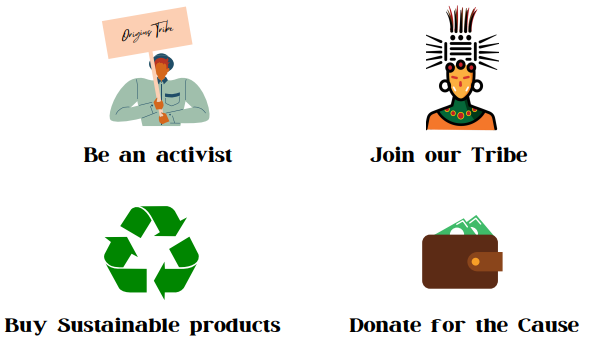 Origins Tribe
Be an activist
Join our Tribe
Buy Sustainable products
Donate for the Cause